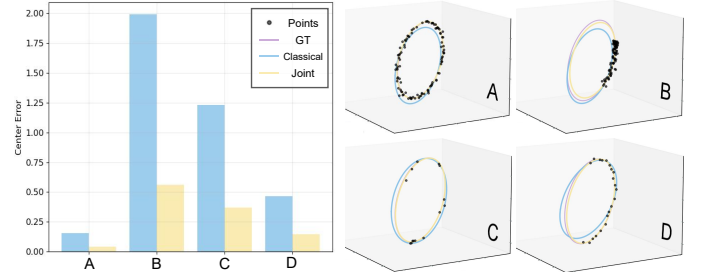 2.00
1.75
1.50
1.25
1.00
0.75
0.50
0.25
0.00
Center Error
Points
GT
Classical
Joint
A B C D
A
B
C
D